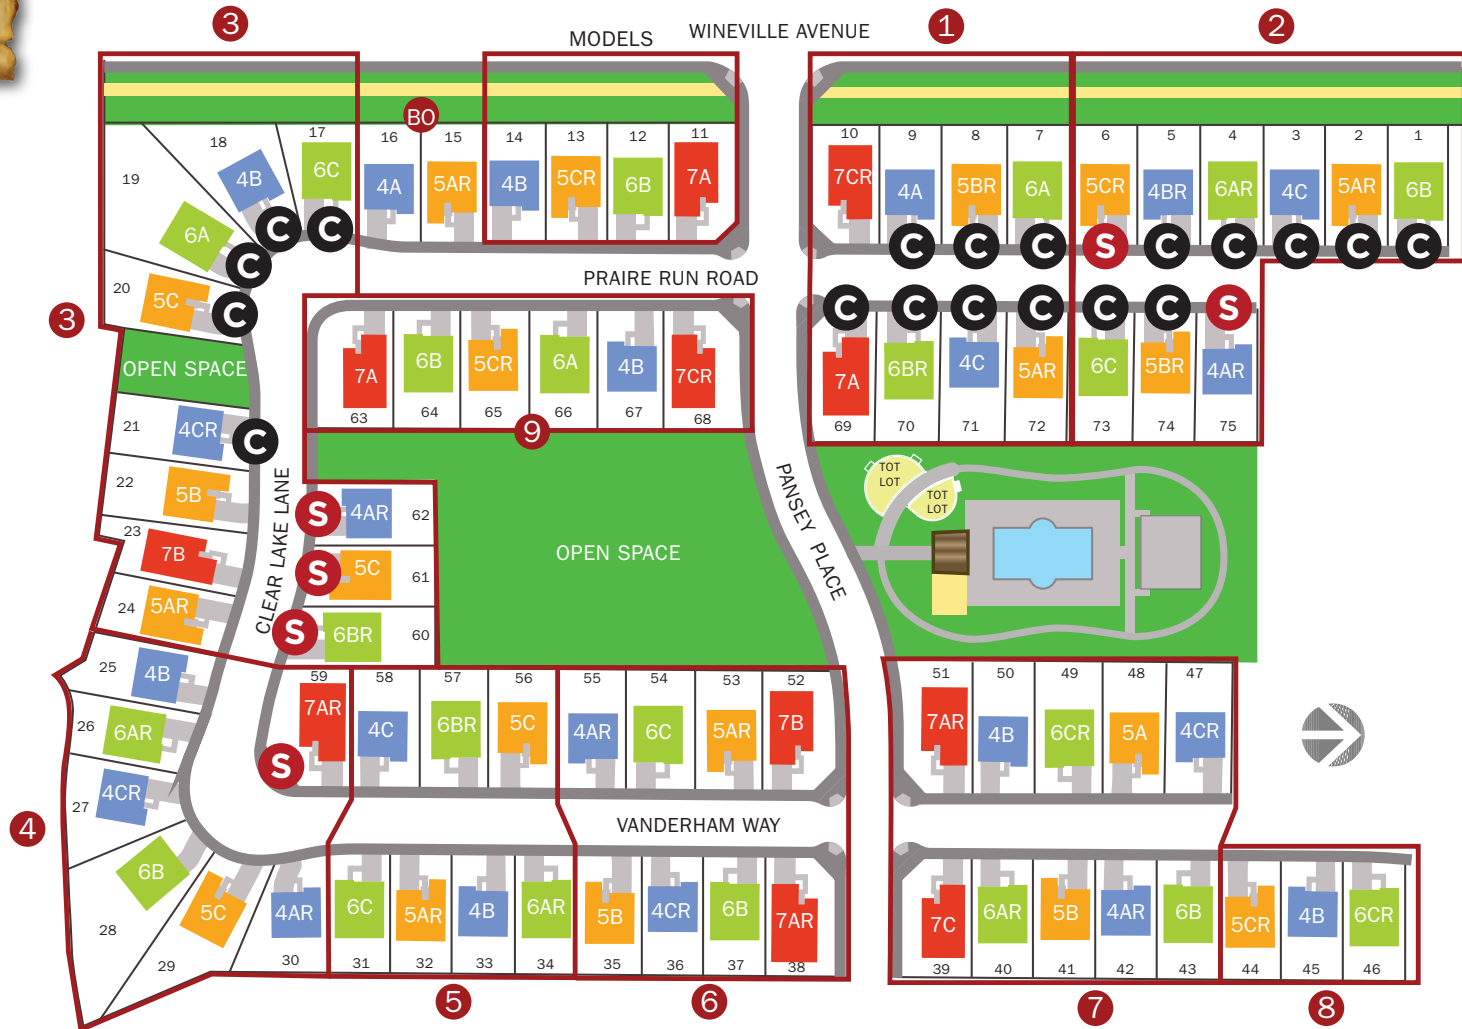 3
MODELS
WINEVILLE AVENUE
1
2
BO
19
18
17
16
15
14
13
12
11
4B
6C
4A
5AR
4B
5CR
6B
7A
6A
C
C
C
10
9
8
7
6
5
4
3
2
1
7CR
4A
5BR
6A
5CR
4BR
6AR
4C
5AR
6B
C
C
C
S
C
C
C
C
C
20
5C
C
3
PRAIRE RUN ROAD
OPEN SPACE
7A
6B
5CR
6A
4B
7CR
63
64
65
66
67
68
9
C
C
C
C
C
C
S
7A
6BR
4C
5AR
6C
5BR
4AR
69
70
71
72
73
74
75
21
4CR
C
22
5B
23
7B
24
5AR
CLEAR LAKE LANE
S
4AR
62
S
5C
61
S
6BR
60
OPEN SPACE
PANSEY PLACE
TOT
LOT
TOT
LOT
25
4B
26
6AR
27
4CR
4
28
6B
29
5C
30
4AR
59
58
57
56
55
54
53
52
7AR
4C
6BR
5C
4AR
6C
5AR
7B
S
51
50
49
48
47
7AR
4B
6CR
5A
4CR
VANDERHAM WAY
6C
5AR
4B
6AR
5B
4CR
6B
7AR
31
32
33
34
35
36
37
38
7C
6AR
5B
4AR
6B
5CR
4B
6CR
39
40
41
42
43
44
45
46
5
6
7
8